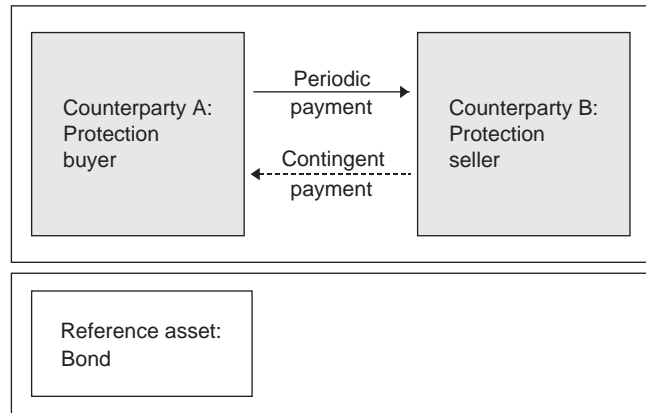 Counterparty A:
Protection
buyer
Periodic
payment
Contingent
payment
Counterparty B:
Protection
seller
Reference asset:
Bond